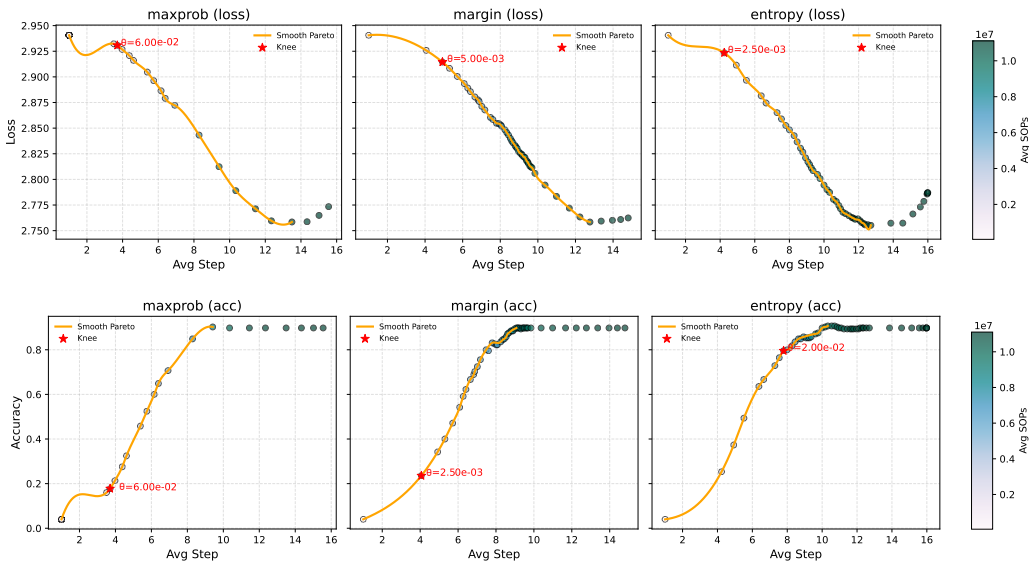 maxprob (loss)
margin (loss)
entropy (loss)
2.950
2.925
2.900
2.875
2.850
2.825
2.800
2.775
2.750
Loss
Smooth Pareto
Knee
θ=6.00e-02
Smooth Pareto
Knee
θ=5.00e-03
Smooth Pareto
Knee
θ=2.50e-03
2 4 6 8 10 12 14 16
Avg Step
2 4 6 8 10 12 14
Avg Step
2 4 6 8 10 12 14 16
Avg Step
1e7
1.0
0.8
0.6
0.4
0.2
Avg SOPs
maxprob (acc)
margin (acc)
entropy (acc)
0.8
0.6
0.4
0.2
0.0
Accuracy
Smooth Pareto
Knee
θ=6.00e-02
Smooth Pareto
Knee
θ=2.50e-03
Smooth Pareto
Knee
θ=2.00e-02
2 4 6 8 10 12 14 16
Avg Step
2 4 6 8 10 12 14
Avg Step
2 4 6 8 10 12 14 16
Avg Step
1e7
1.0
0.8
0.6
0.4
0.2
Avg SOPs